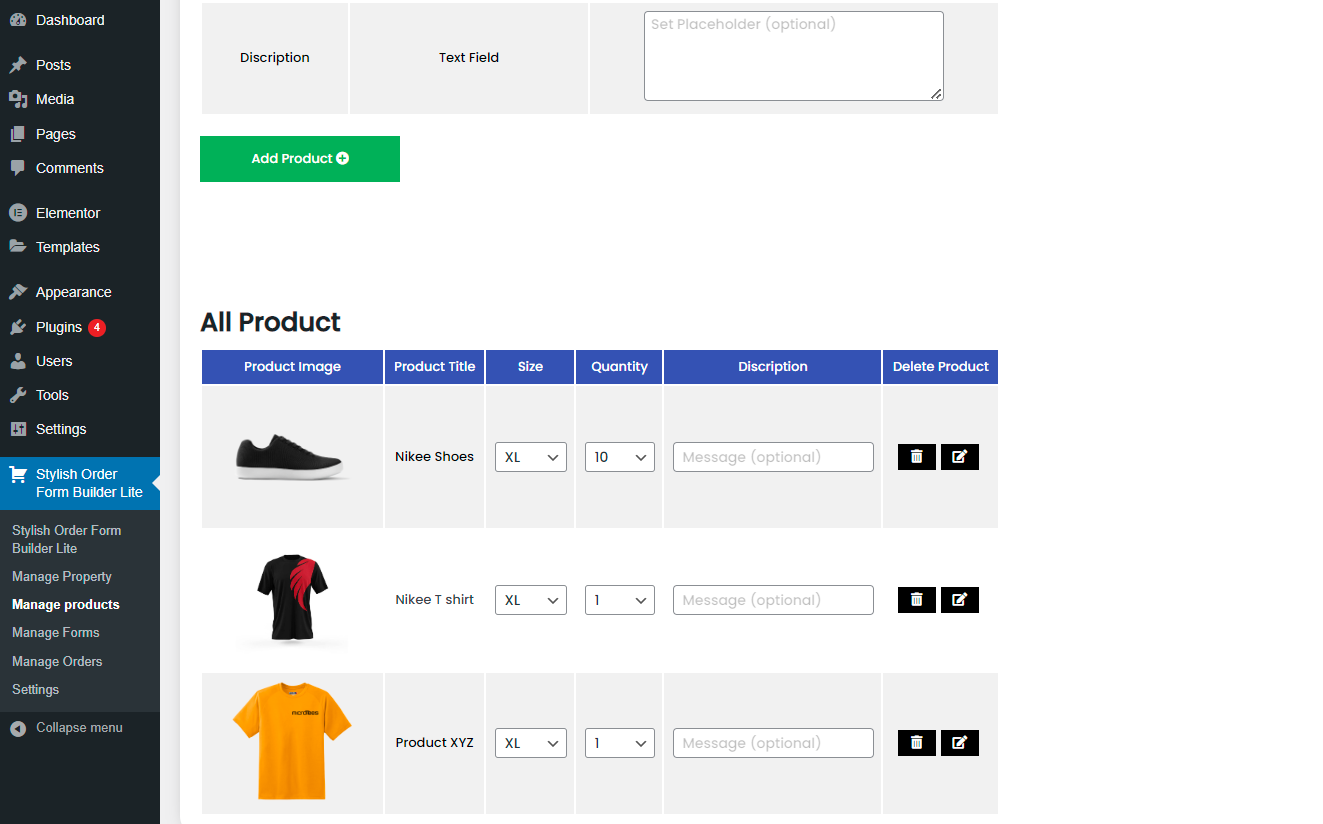 Dashboard
Posts
Media
Pages
Comments
Elementor
Templates
Appearance
Plugins 4
Users
Tools
Settings
Stylish Order
Form Builder Lite
Stylish Order Form
Builder Lite
Manage Property
Manage products
Manage Forms
Manage Orders
Settings
Collapse menu
Discription Text Field Set Placeholder (optional)
Add Product
All Product
Product Image Product Title Size Quantity Discription Delete Product
Nikee Shoes XL 10 Message (optional)
Nikee T shirt XL 1 Message (optional)
Product XYZ XL 1 Message (optional)